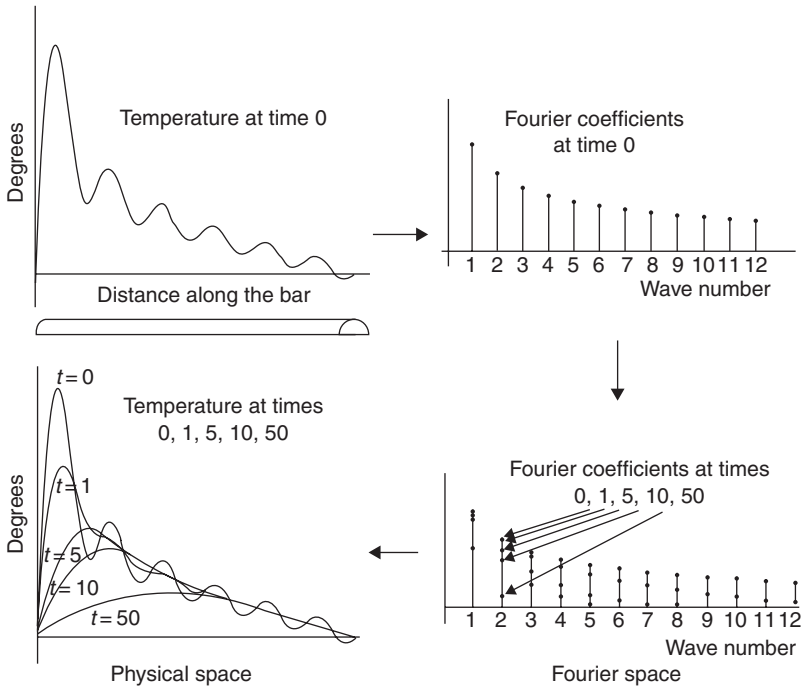 Degrees
Temperature at time 0
Distance along the bar
Fourier coefficients
at time 0
1 2 3 4 5 6 7 8 9 10 11 12
Wave number
Degrees
t = 0
t = 1
t = 5
t = 10
t = 50
Temperature at times
0, 1, 5, 10, 50
Physical space
Fourier coefficients at times
0, 1, 5, 10, 50
1 2 3 4 5 6 7 8 9 10 11 12
Wave number
Fourier space